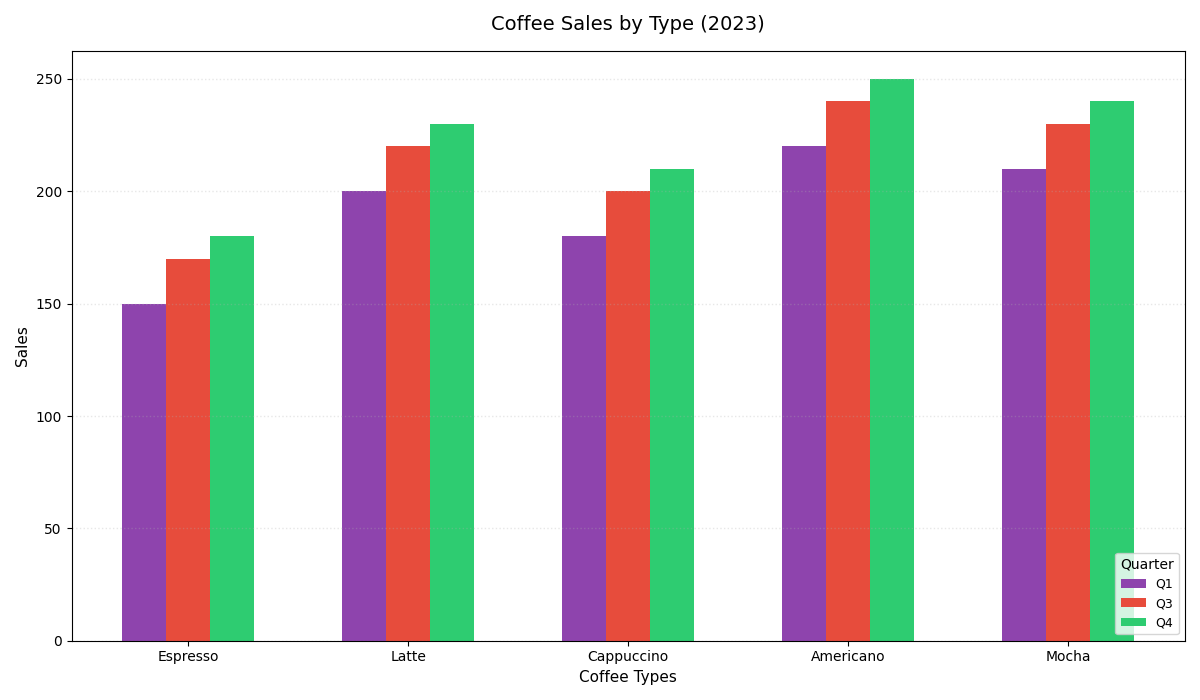 Coffee Sales by Type (2023)
250
200
150
100
50
0
Sales
Espresso Latte Cappuccino Americano Mocha
Coffee Types
Quarter
Q1
Q3
Q4